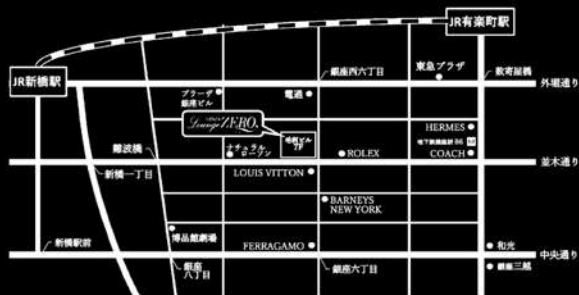 JR有楽町駅
JR新橋駅
銀座西六丁目
東急プラザ
数寄屋橋
外堀通り
プラーザ
銀座ビル
電通
Lounge ZERO
7F
HERMES
COACH
難波橋
ナチュラル
ローソン
ROLEX
並木通り
新橋一丁目
LOUIS VITTON
BARNEYS
NEW YORK
博品館劇場
新橋駅前
FERRAGAMO
和光
中央通り
銀座
八丁目
銀座六丁目
銀座三越